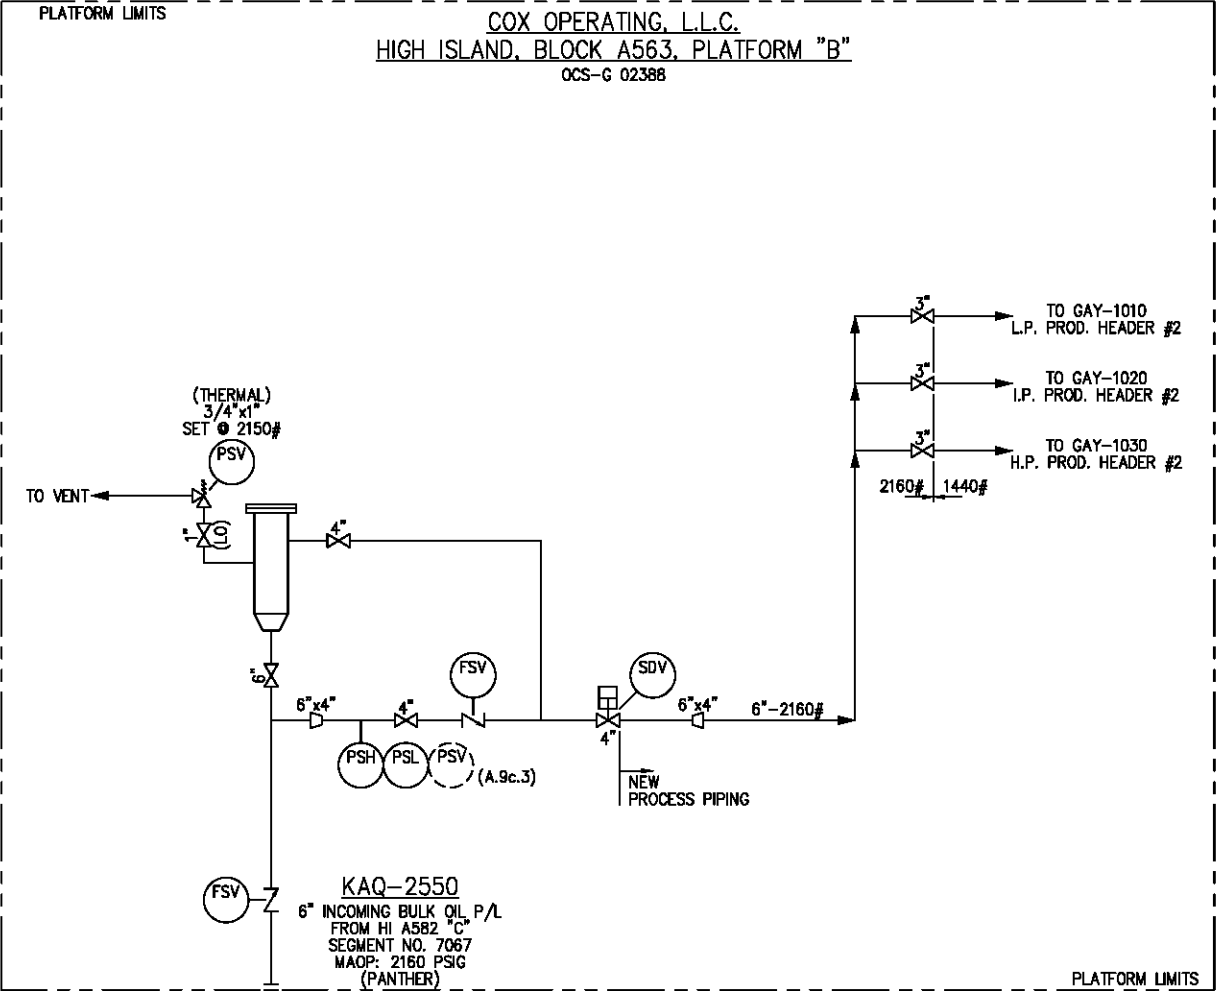 PLATFORM LIMITS
COX OPERATING, L.L.C.
HIGH ISLAND, BLOCK A563, PLATFORM "B"
OCS-G 02388
3"
TO GAY-1010
L.P. PROD. HEADER #2
3"
TO GAY-1020
I.P. PROD. HEADER #2
3"
TO GAY-1030
H.P. PROD. HEADER #2
2160#
1440#
(THERMAL)
3/4"x1"
SET @ 2150#
PSV
TO VENT
1"
(LO)
4"
6"
FSV
SDV
6"x4"
4"
4"
6"x4"
6"-2160#
PSH
PSL
PSV
(A.9c.3)
NEW
PROCESS PIPING
FSV
KAQ-2550
6" INCOMING BULK OIL P/L
FROM HI A582 "C"
SEGMENT NO. 7067
MAOP: 2160 PSIG
(PANTHER)
PLATFORM LIMITS